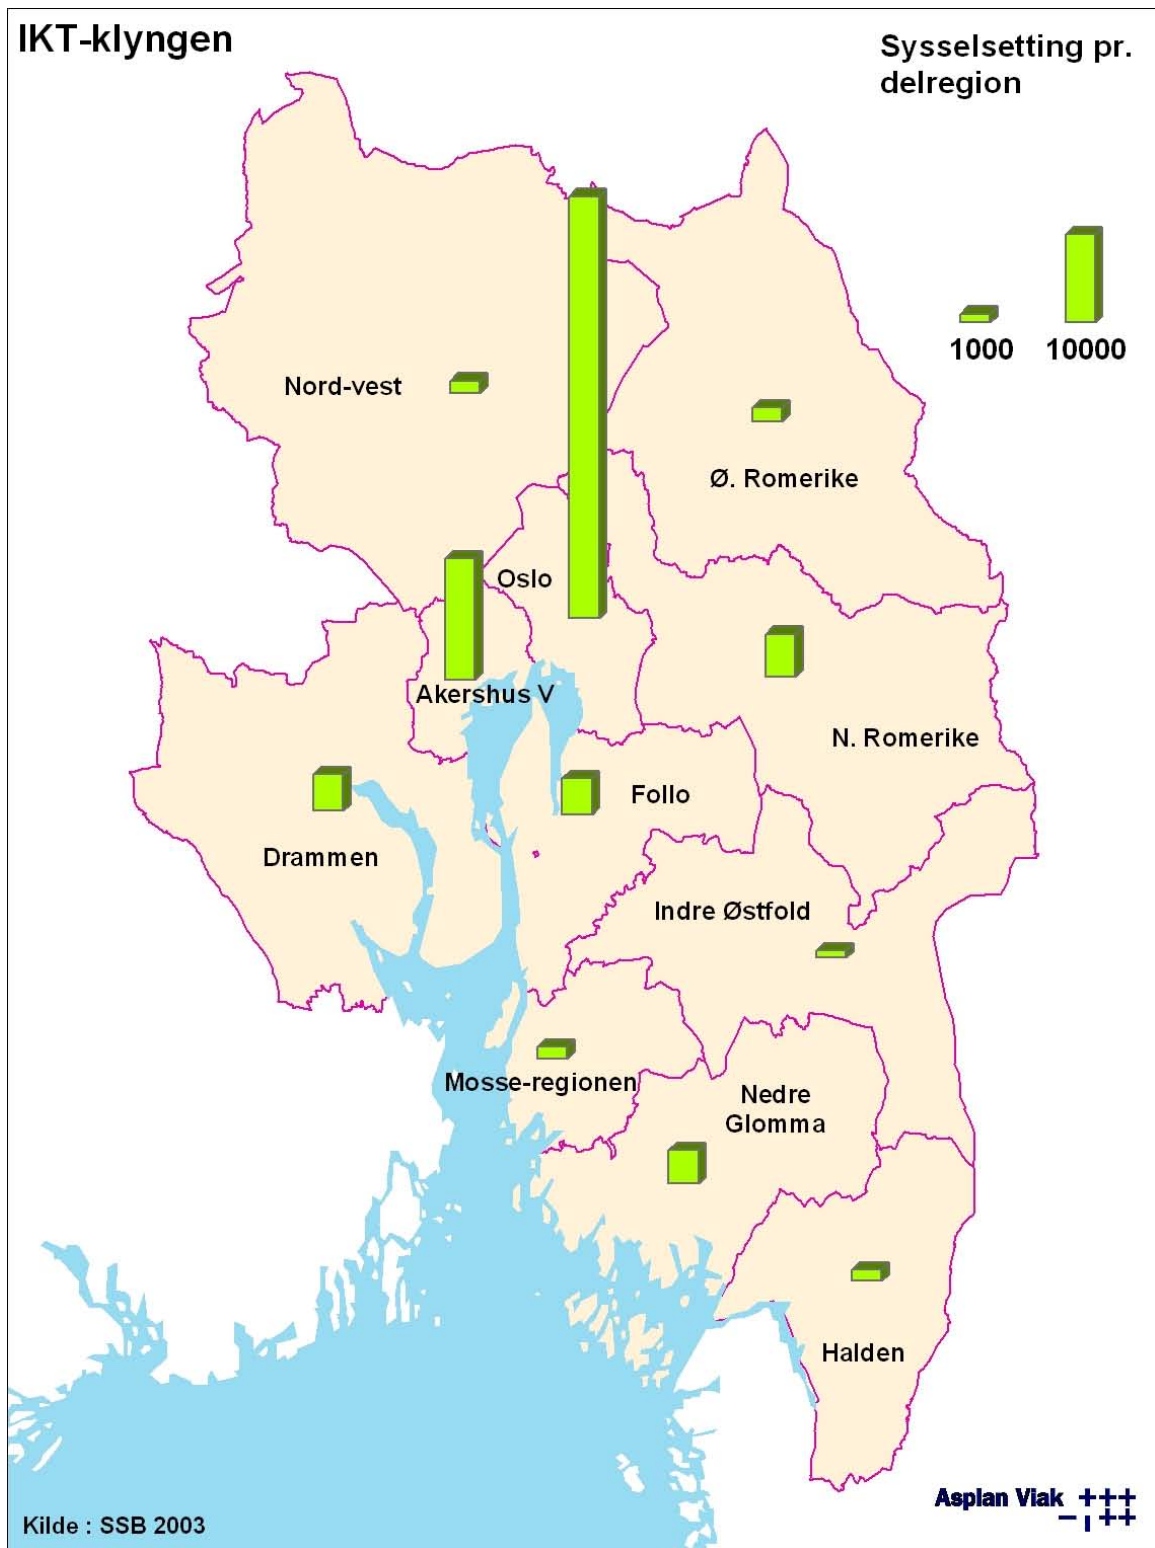 IKT-klyngen
Sysselsetting pr.
delregion
1000 10000
Nord-vest
Ø. Romerike
Oslo
Akershus V
N. Romerike
Follo
Drammen
Indre Østfold
Mosse-regionen
Nedre
Glomma
Halden
Asplan Viak
Kilde : SSB 2003